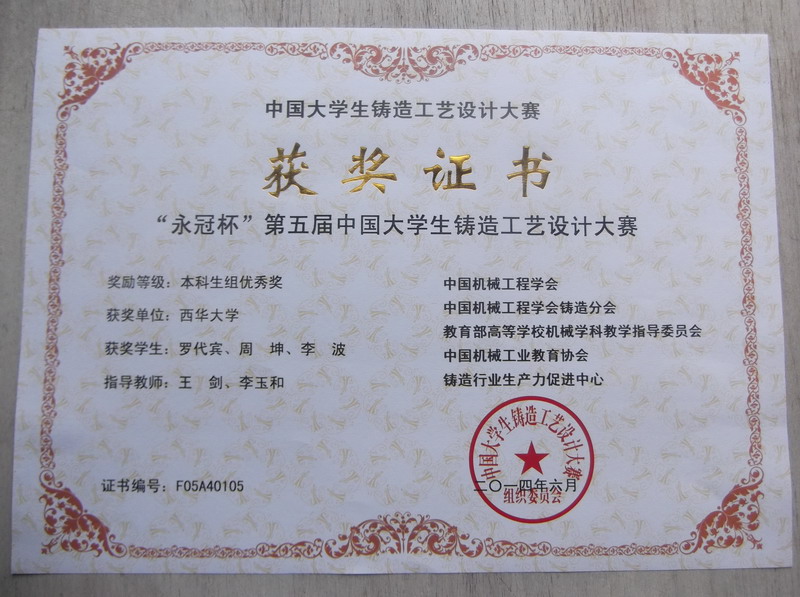 中国大学生铸造工艺设计大赛
获奖证书
“永冠杯”第五届中国大学生铸造工艺设计大赛
奖励等级：本科生组优秀奖
获奖单位：西华大学
获奖学生：罗代宾、周　坤、李　波
指导教师：王　剑、李玉和
中国机械工程学会
中国机械工程学会铸造分会
教育部高等学校机械学科教学指导委员会
中国机械工业教育协会
铸造行业生产力促进中心
中国大学生铸造工艺设计大赛
组织委员会
二〇一四年六月
证书编号：F05A40105